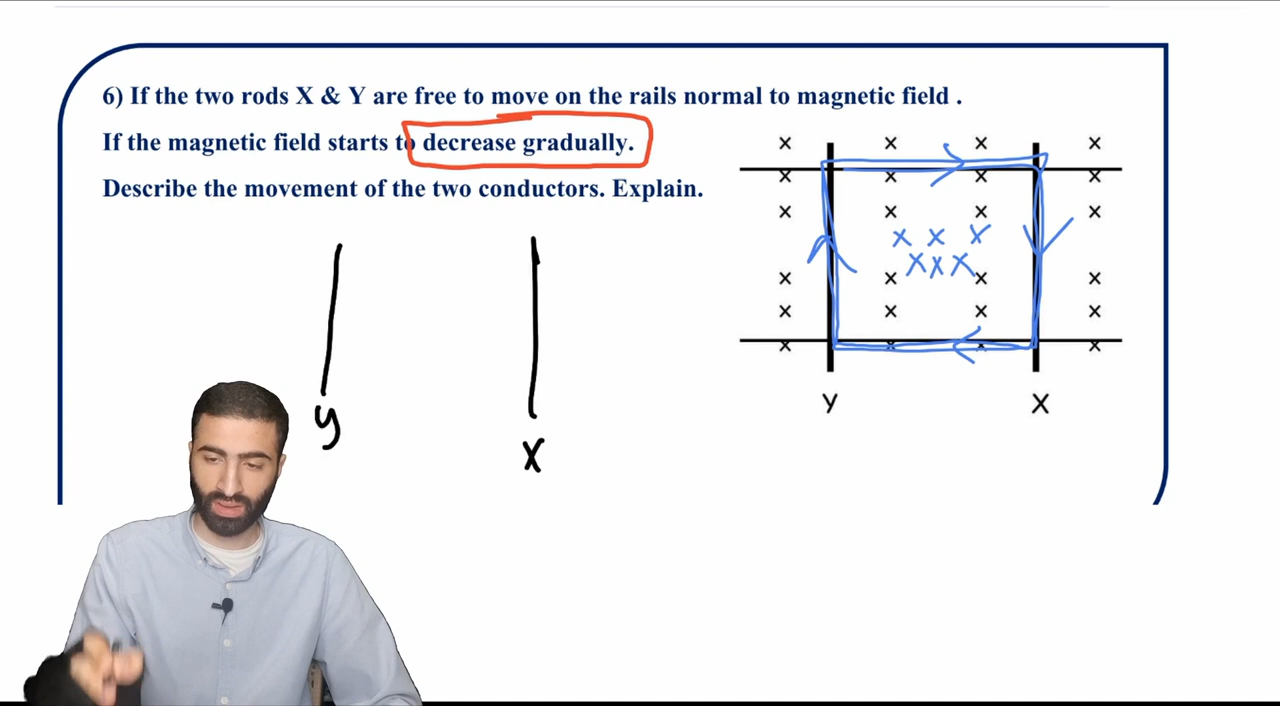 6) If the two rods X & Y are free to move on the rails normal to magnetic field .
If the magnetic field starts to decrease gradually.
Describe the movement of the two conductors. Explain.
x x x x
x x x x
x x x x
x x x
x x x
x x x x
x x x x
x x x x
Y X
y
x